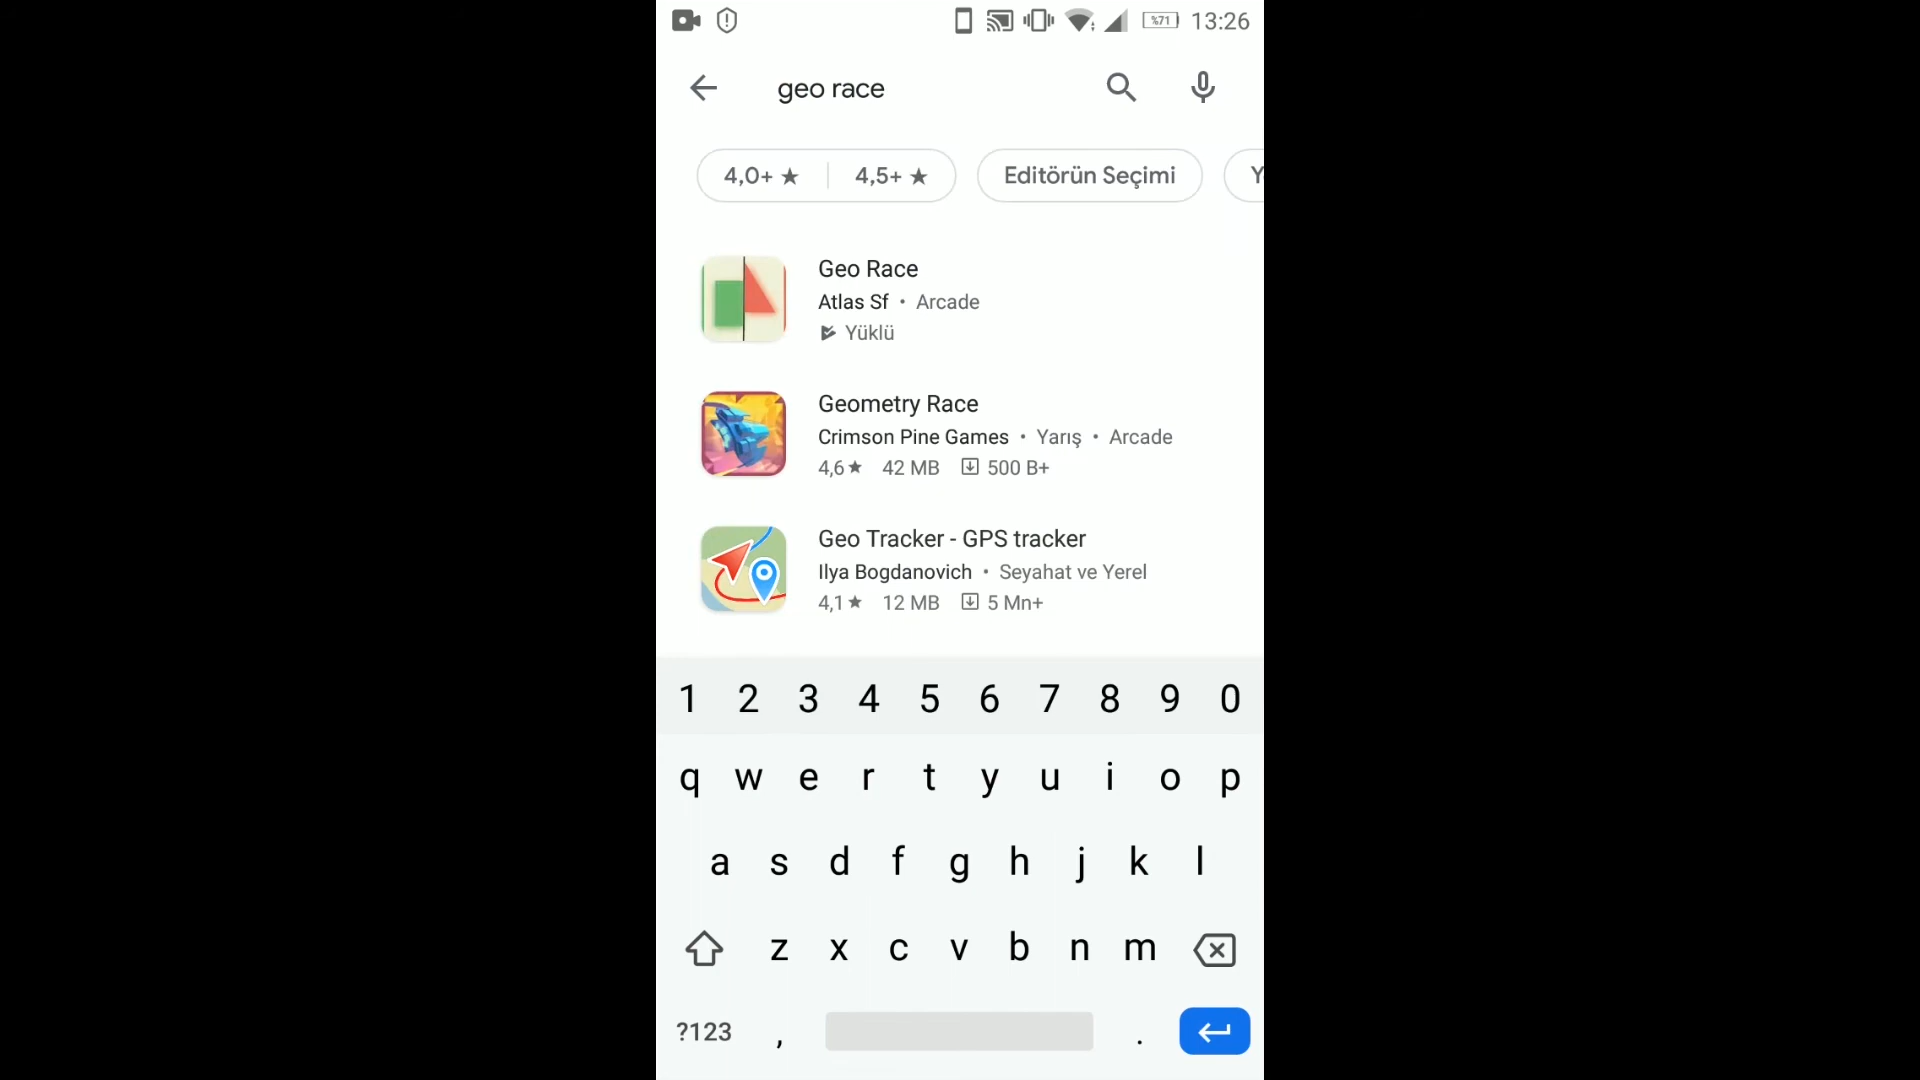 %71 13:26
geo race
4,0+ ★ 4,5+ ★ Editörün Seçimi Y
Geo Race
Atlas Sf • Arcade
Yüklü
Geometry Race
Crimson Pine Games • Yarış • Arcade
4,6★ 42 MB 500 B+
Geo Tracker - GPS tracker
Ilya Bogdanovich • Seyahat ve Yerel
4,1★ 12 MB 5 Mn+
1 2 3 4 5 6 7 8 9 0
q w e r t y u i o p
a s d f g h j k l
z x c v b n m
?123 , .